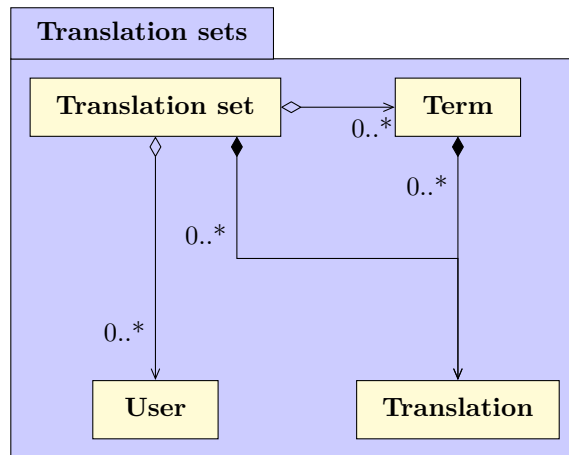 Translation sets
Translation set
Term
0..*
0..*
0..*
0..*
User
Translation